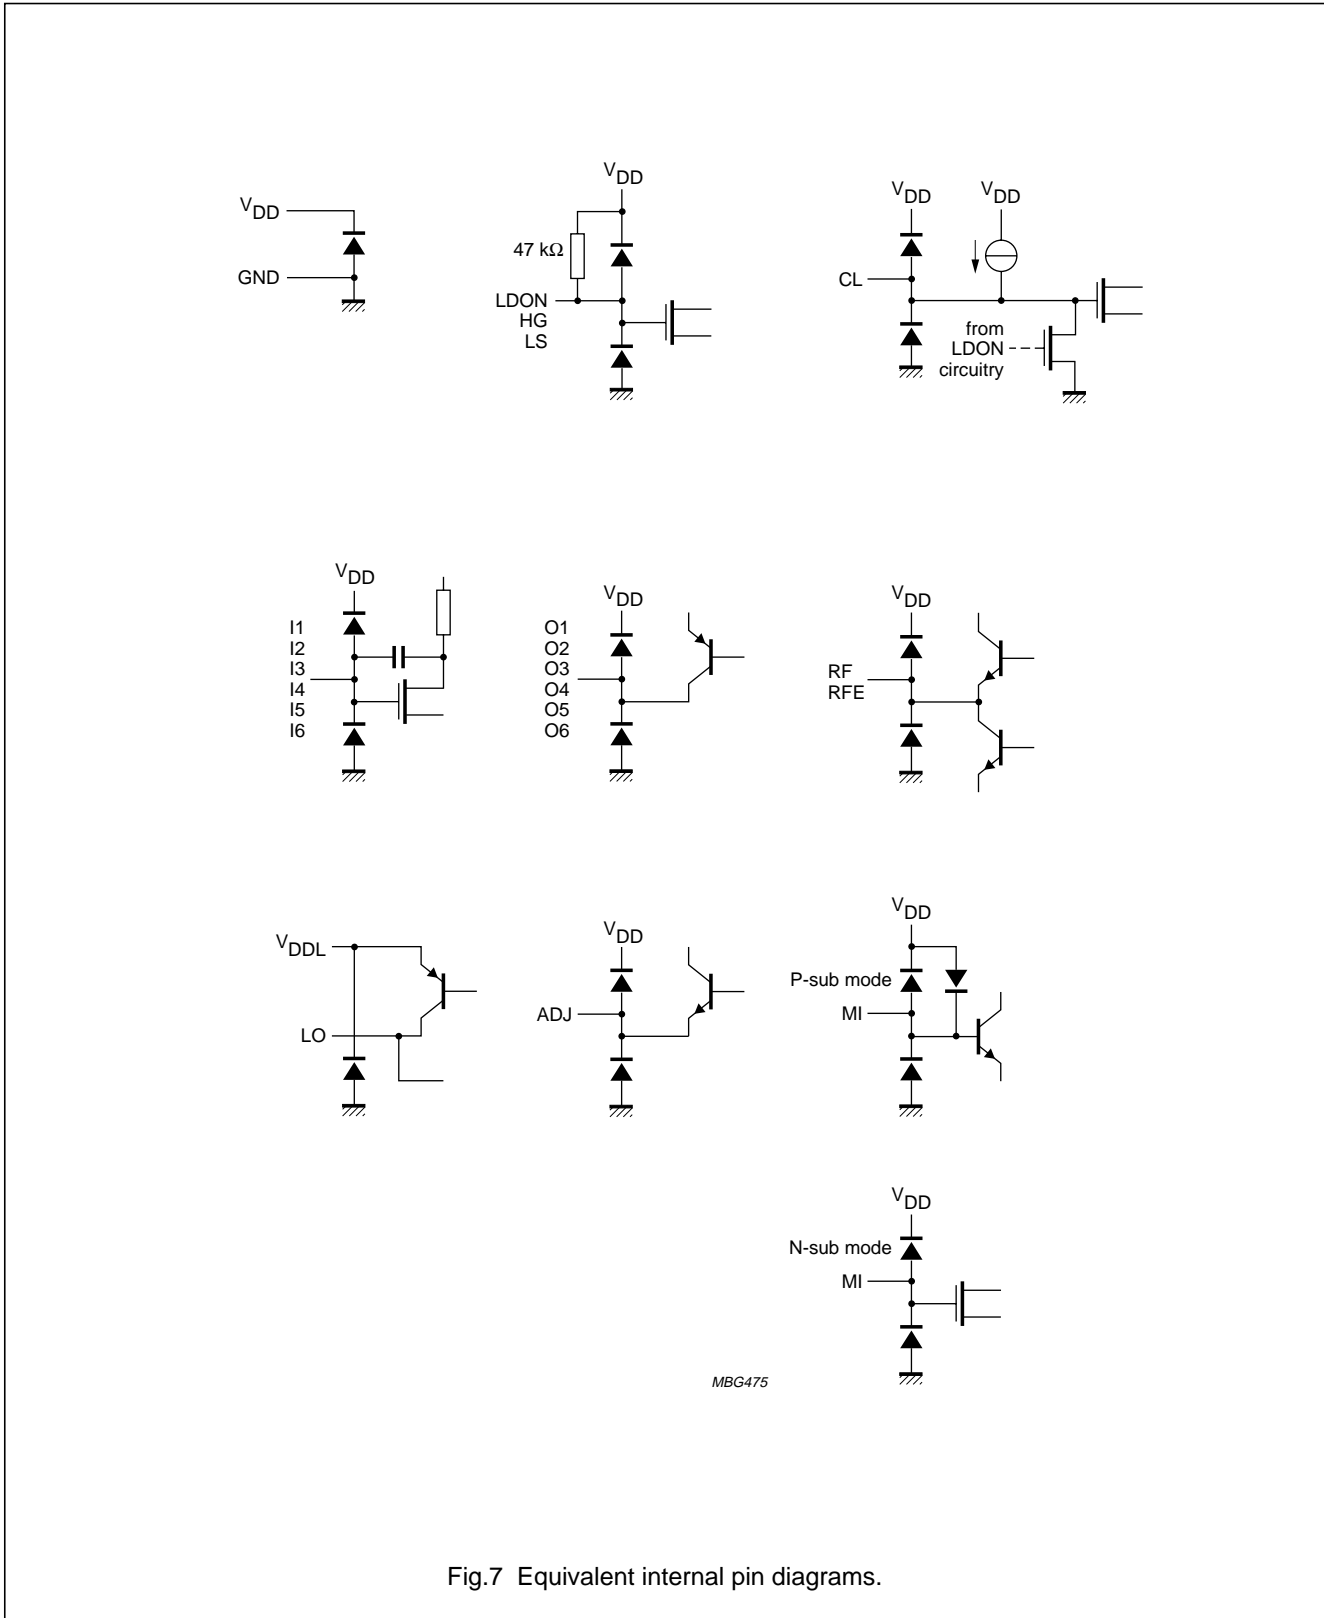 VDD
GND
VDD
47 kΩ
LDON
HG
LS
VDD
VDD
CL
from
LDON
circuitry
VDD
I1
I2
I3
I4
I5
I6
VDD
O1
O2
O3
O4
O5
O6
VDD
RF
RFE
VDDL
LO
VDD
ADJ
VDD
P-sub mode
MI
VDD
N-sub mode
MI
MBG475
Fig.7 Equivalent internal pin diagrams.